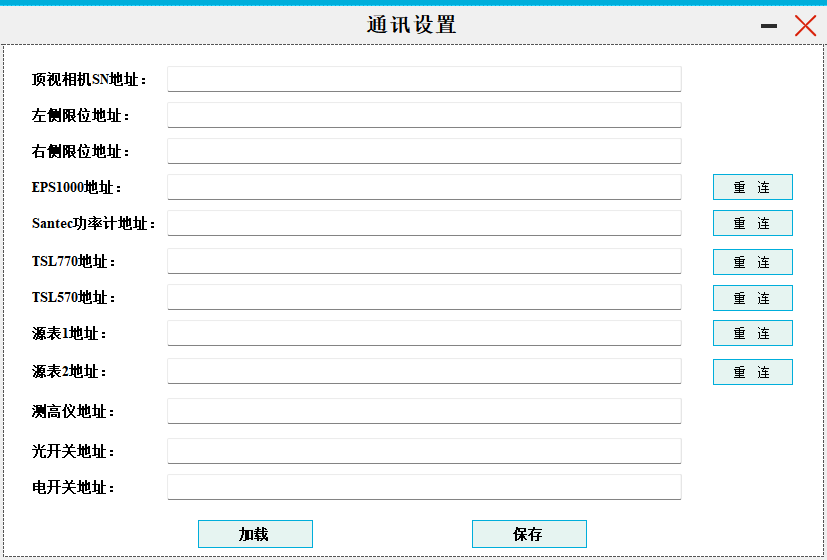 通讯设置
顶视相机SN地址：
左侧限位地址：
右侧限位地址：
EPS1000地址： 重 连
Santec功率计地址： 重 连
TSL770地址： 重 连
TSL570地址： 重 连
源表1地址： 重 连
源表2地址： 重 连
测高仪地址：
光开关地址：
电开关地址：
加载 保存